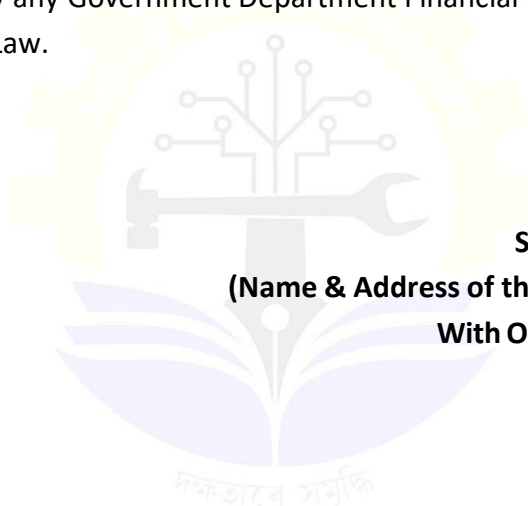 any Government Department Financial
Law.
S
(Name & Address of th
With O
দক্ষতাৰে সমৃদ্ধি